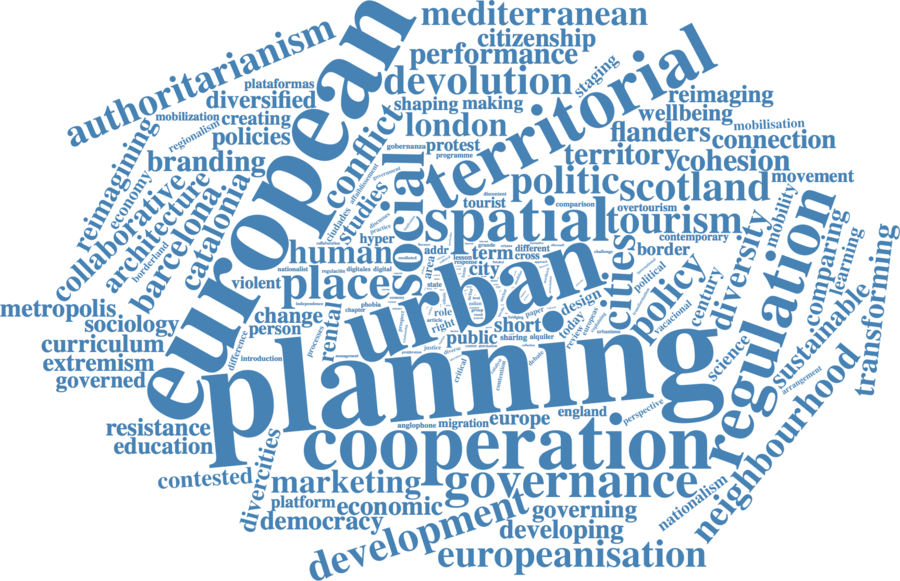 mediterranean
citizenship
performance
authoritarianism
european
devolution
staging
territorial
plataformas
diversified
mobilization
creating
regionalism
policies
shaping
making
reimaging
wellbeing
mobilisation
flanders
connection
london
conflict
gobernanza
protest
programme
territory
cohesion
movement
reimagining
economy
branding
collaborative
architecture
borderland
barcelona
catalonia
studies
ciudades
social
politic
scotland
tourist
comparison
spatial
overtourism
tourism
contemporary
mobility
diversity
regulation
comparing
learning
transforming
human
hyper
addr
term
different
cross
city
urban
cities
border
political
policy
century
vacacional
violent
nationalist
place
digital
area
state
phobia
chapter
independence
metropolis
sociology
change
person
rental
processes
role
article
right
paper
design
today
review
short
sharing
alquiler
public
curriculum
extremism
governed
difference
introduction
planning
justice
critical
debate
science
sustainable
arrangement
neighbourhood
resistance
education
cooperation
anglophone
migration
europe
england
perspective
contested
divercities
marketing
governance
platform
economic
democracy
development
governing
developing
nationalism
europeanisation